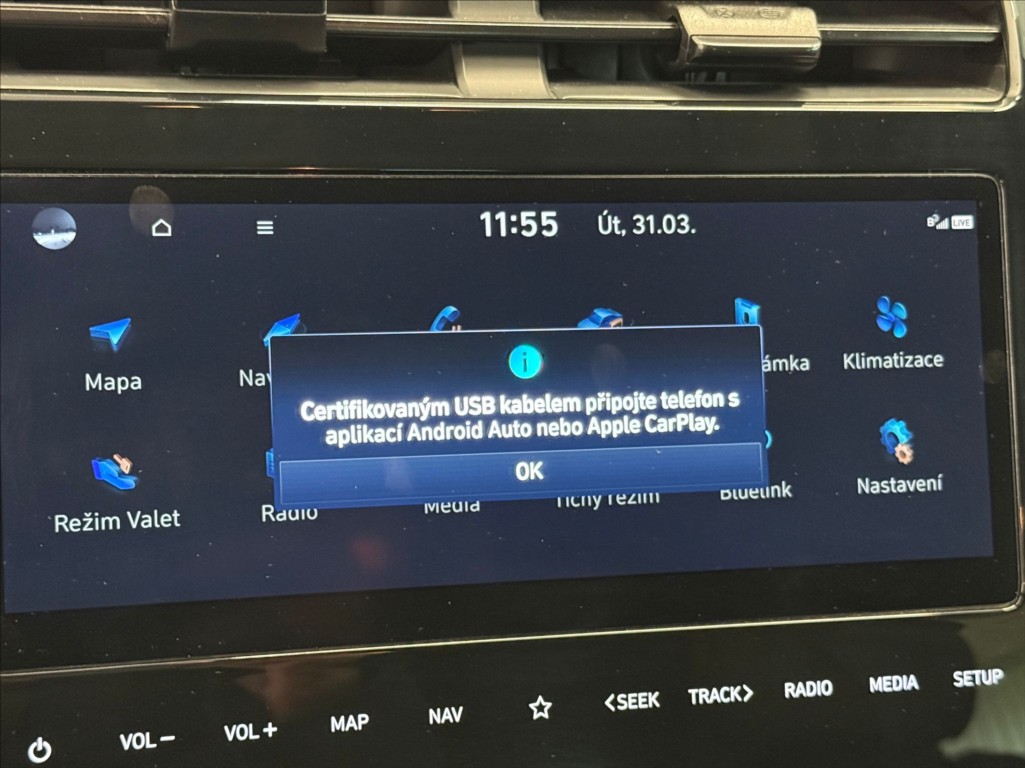 11:55 Út, 31.03. LIVE
Mapa
Klimatizace
Certifikovaným USB kabelem připojte telefon s
aplikací Android Auto nebo Apple CarPlay.
OK
Režim Valet
Rádio
Média
Tichý režim
Bluelink
Nastavení
VOL−
VOL+
MAP
NAV
<SEEK
TRACK>
RADIO
MEDIA
SETUP